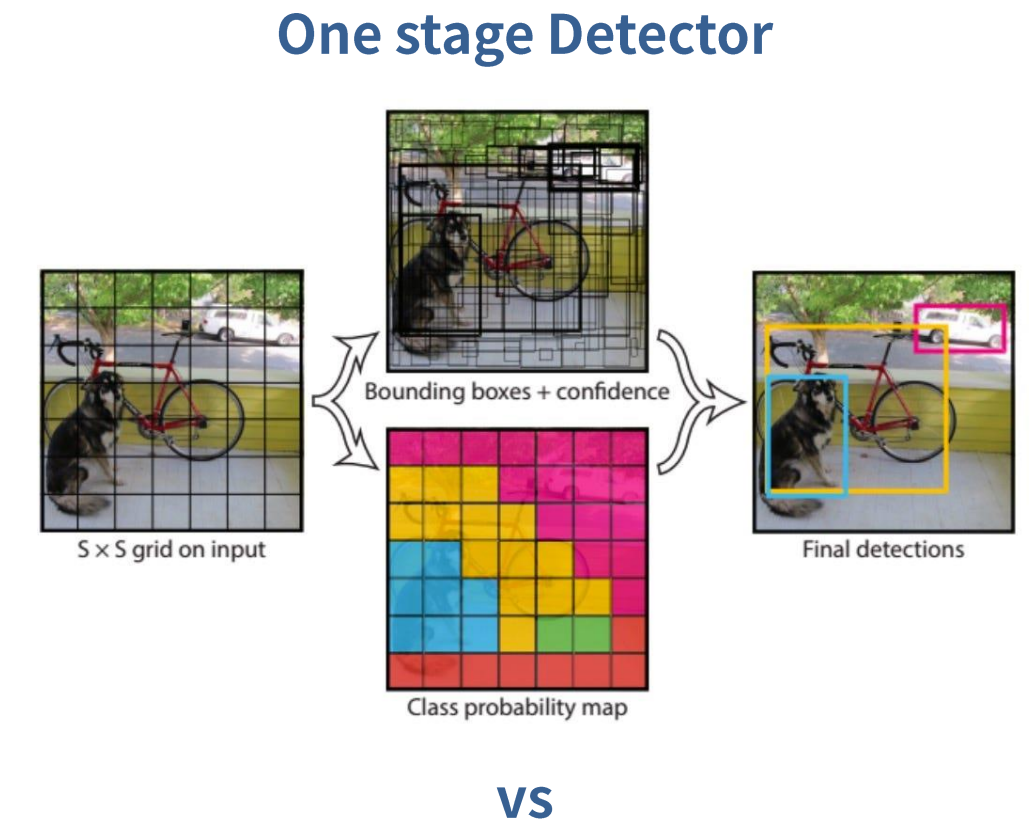 One stage Detector
Bounding boxes + confidence
S × S grid on input
Final detections
Class probability map
vs